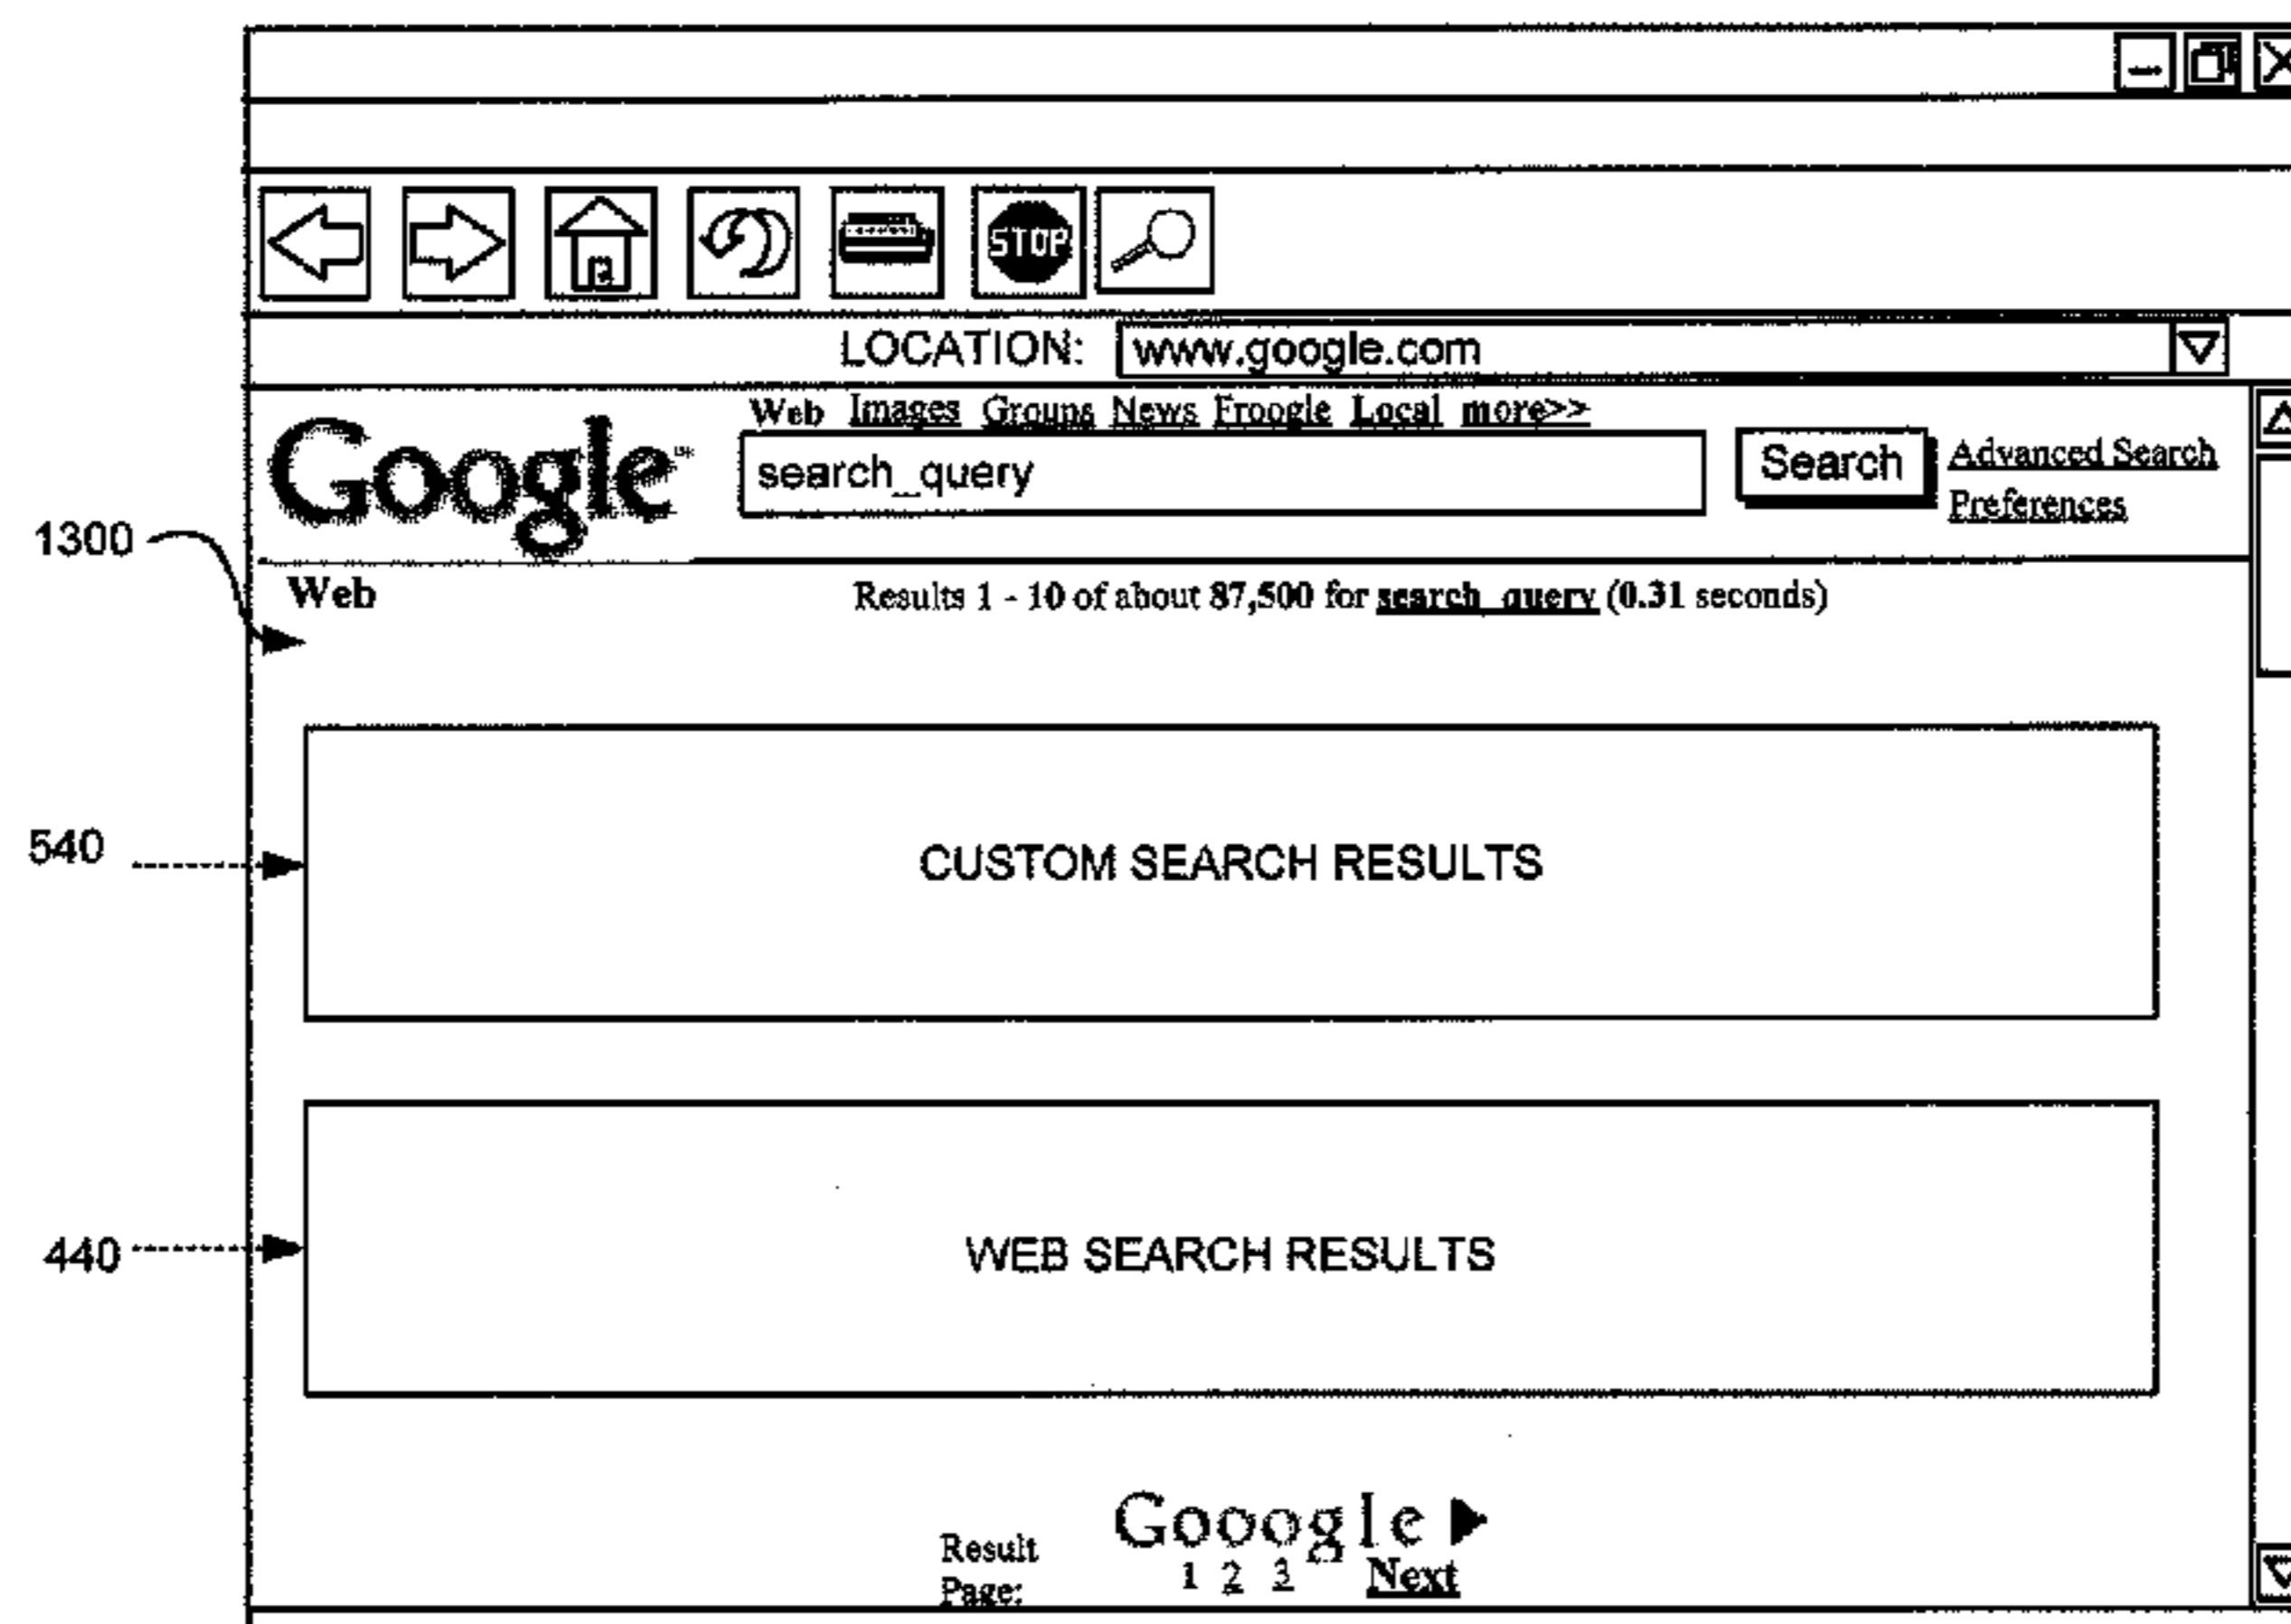 STOP
LOCATION: www.google.com
Web Images Groups News Froogle Local more>>
Google™ search_query Search Advanced Search
Preferences
1300
Web Results 1 - 10 of about 87,500 for search_query (0.31 seconds)
540 CUSTOM SEARCH RESULTS
440 WEB SEARCH RESULTS
Gooogle
Result
Page: 1 2 3 Next